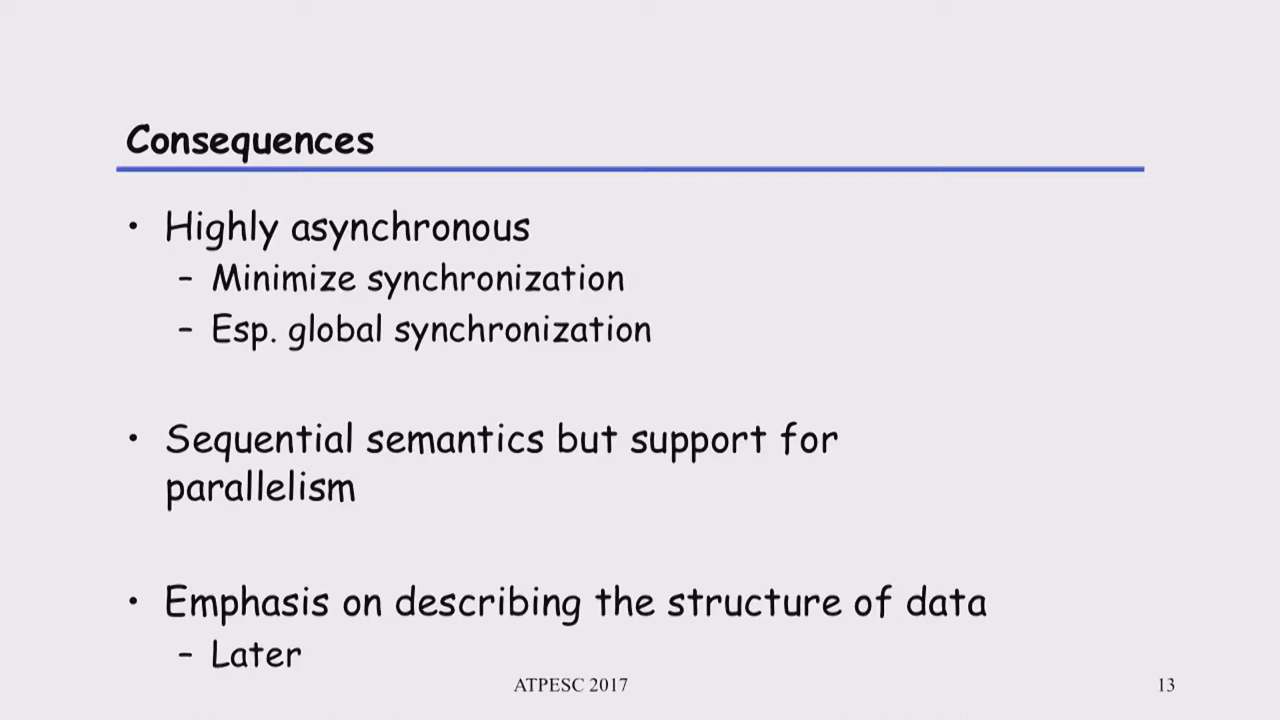 Consequences
• Highly asynchronous
– Minimize synchronization
– Esp. global synchronization
• Sequential semantics but support for
parallelism
• Emphasis on describing the structure of data
– Later
ATPESC 2017
13